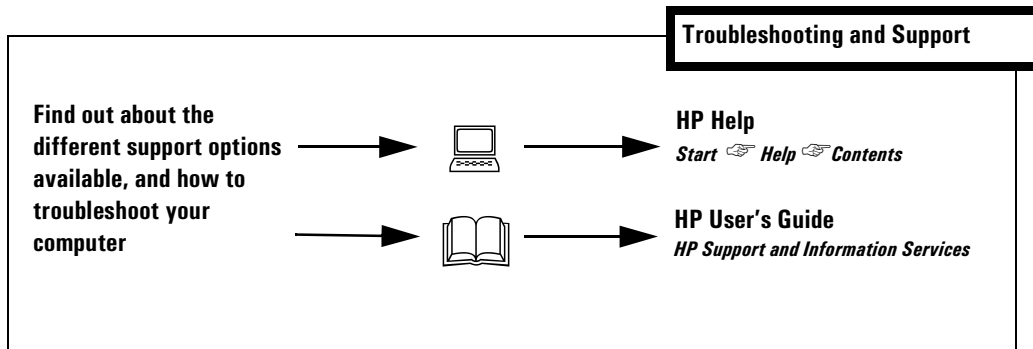 Troubleshooting and Support
Find out about the
different support options
available, and how to
troubleshoot your
computer
HP Help
Start ☞ Help ☞ Contents
HP User's Guide
HP Support and Information Services